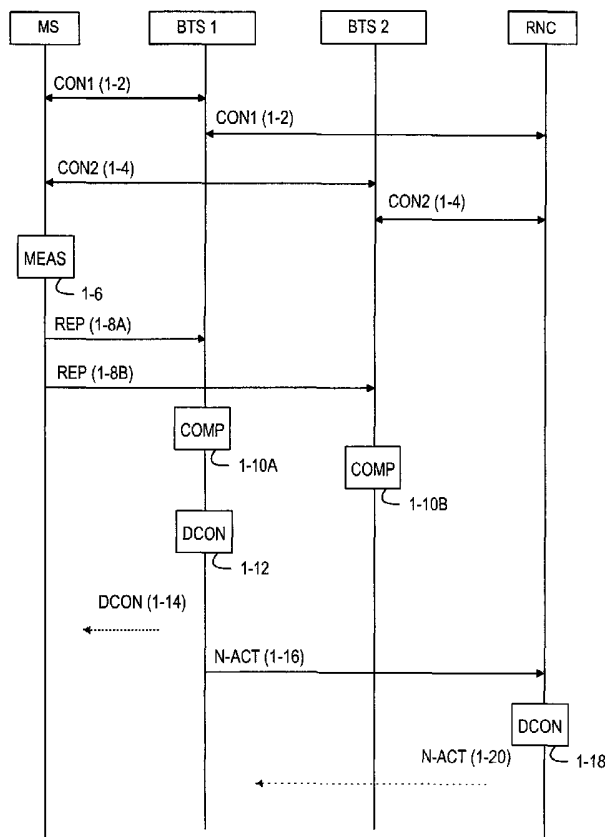 MS BTS 1 BTS 2 RNC
CON1 (1-2)
CON1 (1-2)
CON2 (1-4)
CON2 (1-4)
MEAS
1-6
REP (1-8A)
REP (1-8B)
COMP
1-10A
COMP
1-10B
DCON
1-12
DCON (1-14)
N-ACT (1-16)
DCON
1-18
N-ACT (1-20)